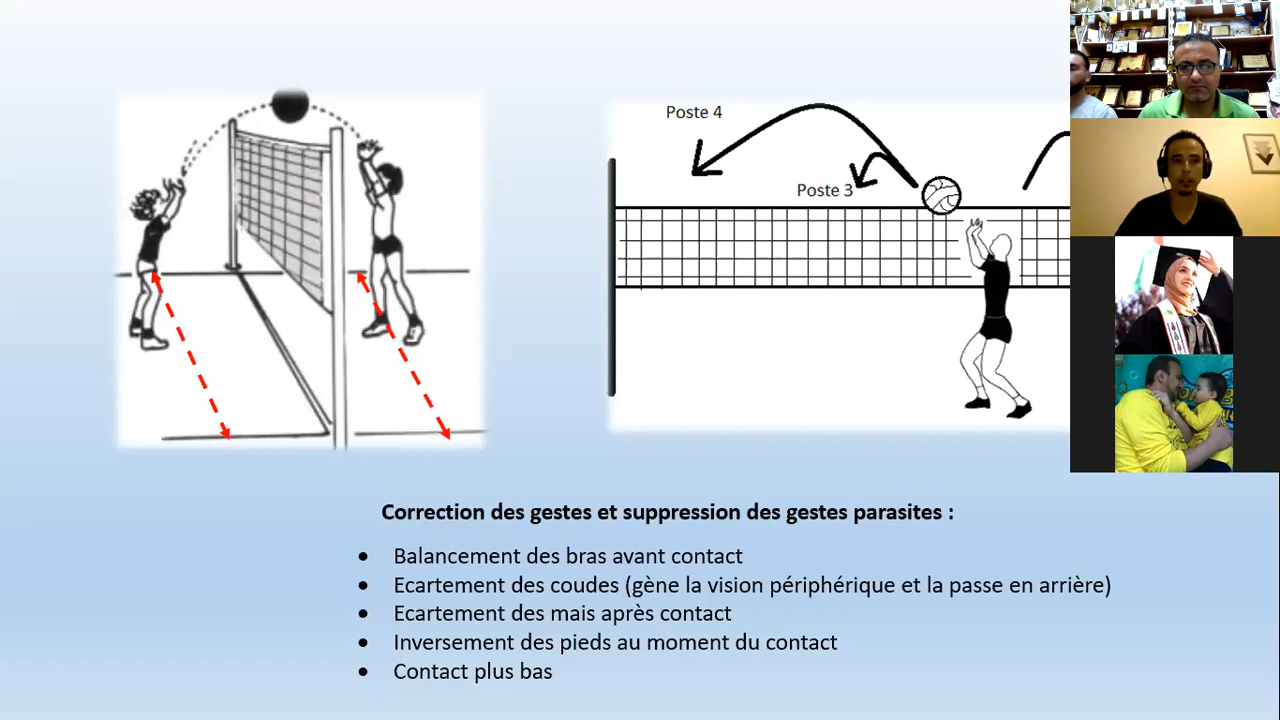 Poste 4
Poste 3
Correction des gestes et suppression des gestes parasites :
• Balancement des bras avant contact
• Ecartement des coudes (gène la vision périphérique et la passe en arrière)
• Ecartement des mais après contact
• Inversement des pieds au moment du contact
• Contact plus bas